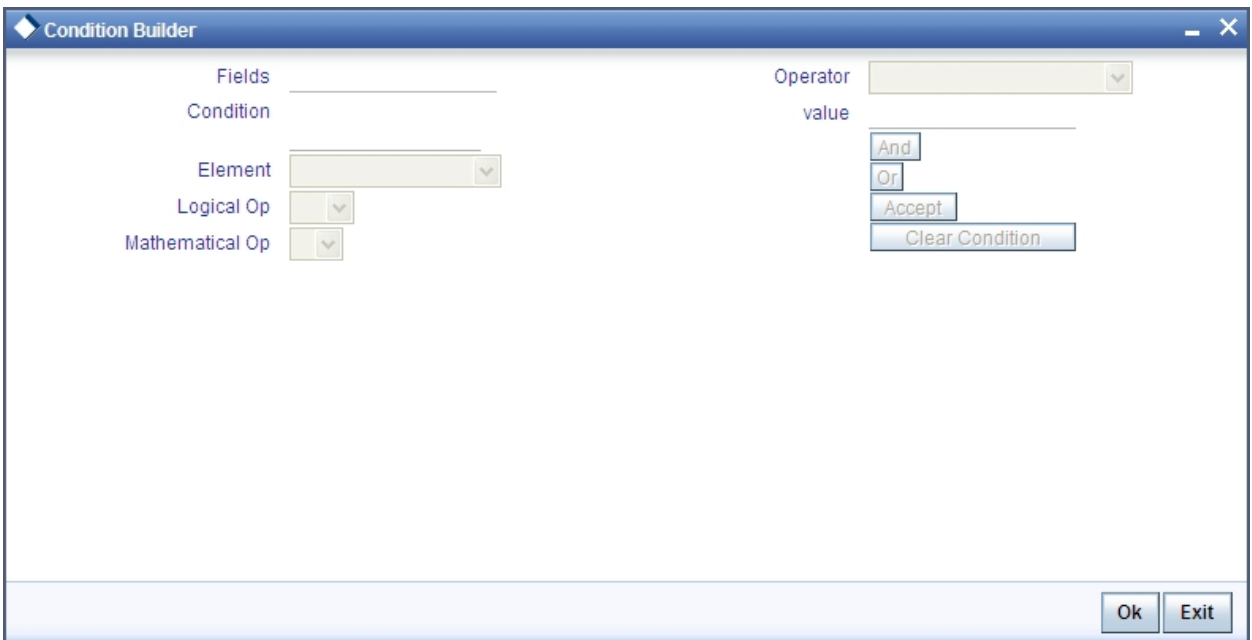 Condition Builder
Fields
Condition
Element
Logical Op
Mathematical Op
Operator
value
And
Or
Accept
Clear Condition
Ok
Exit